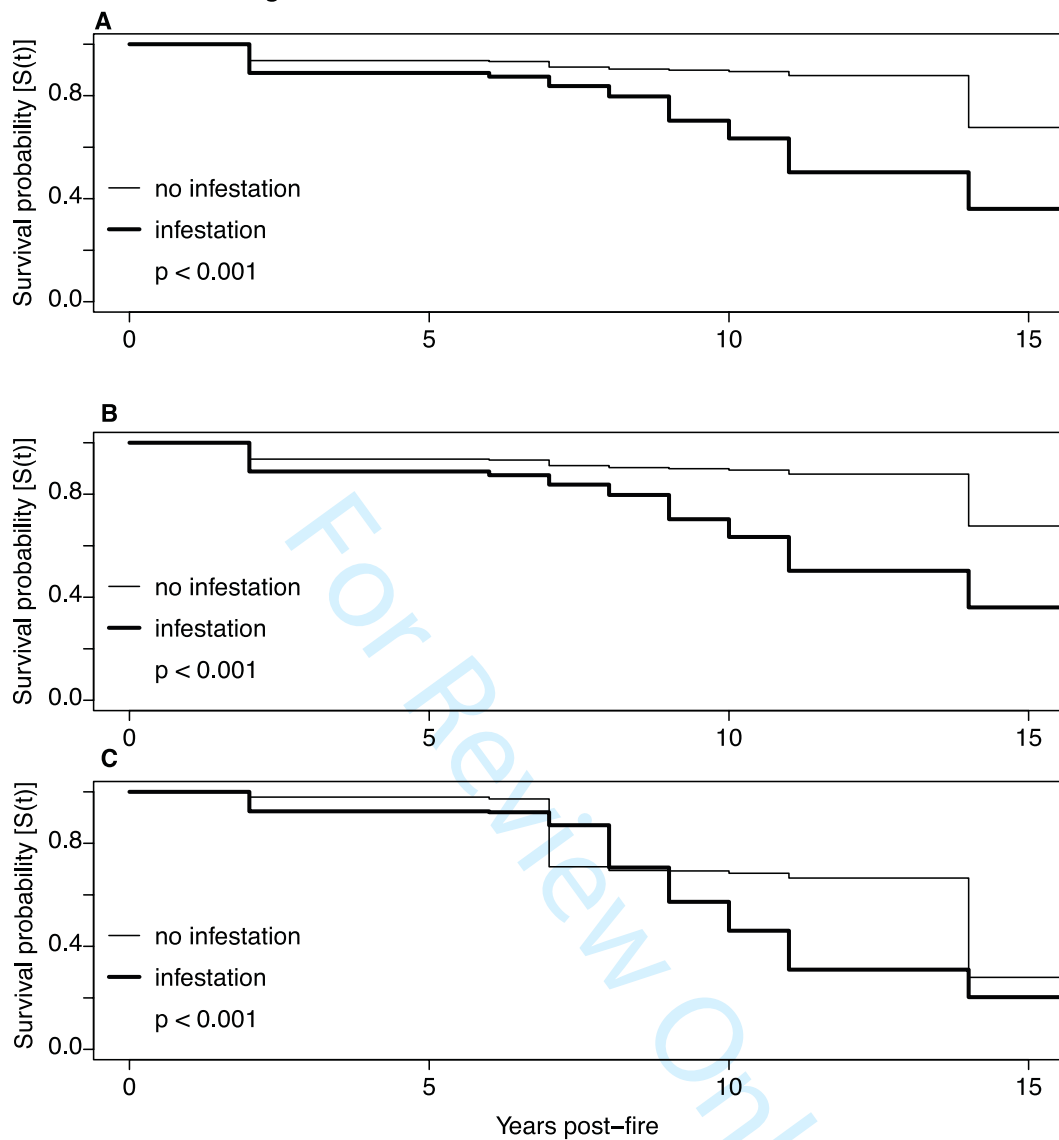 A
Survival probability [S(t)]
0.8
0.4
0.0
no infestation
infestation
p < 0.001
0 5 10 15
B
Survival probability [S(t)]
0.8
0.4
0.0
no infestation
infestation
p < 0.001
0 5 10 15
C
Survival probability [S(t)]
0.8
0.4
0.0
no infestation
infestation
p < 0.001
0 5 10 15
Years post–fire
For Review